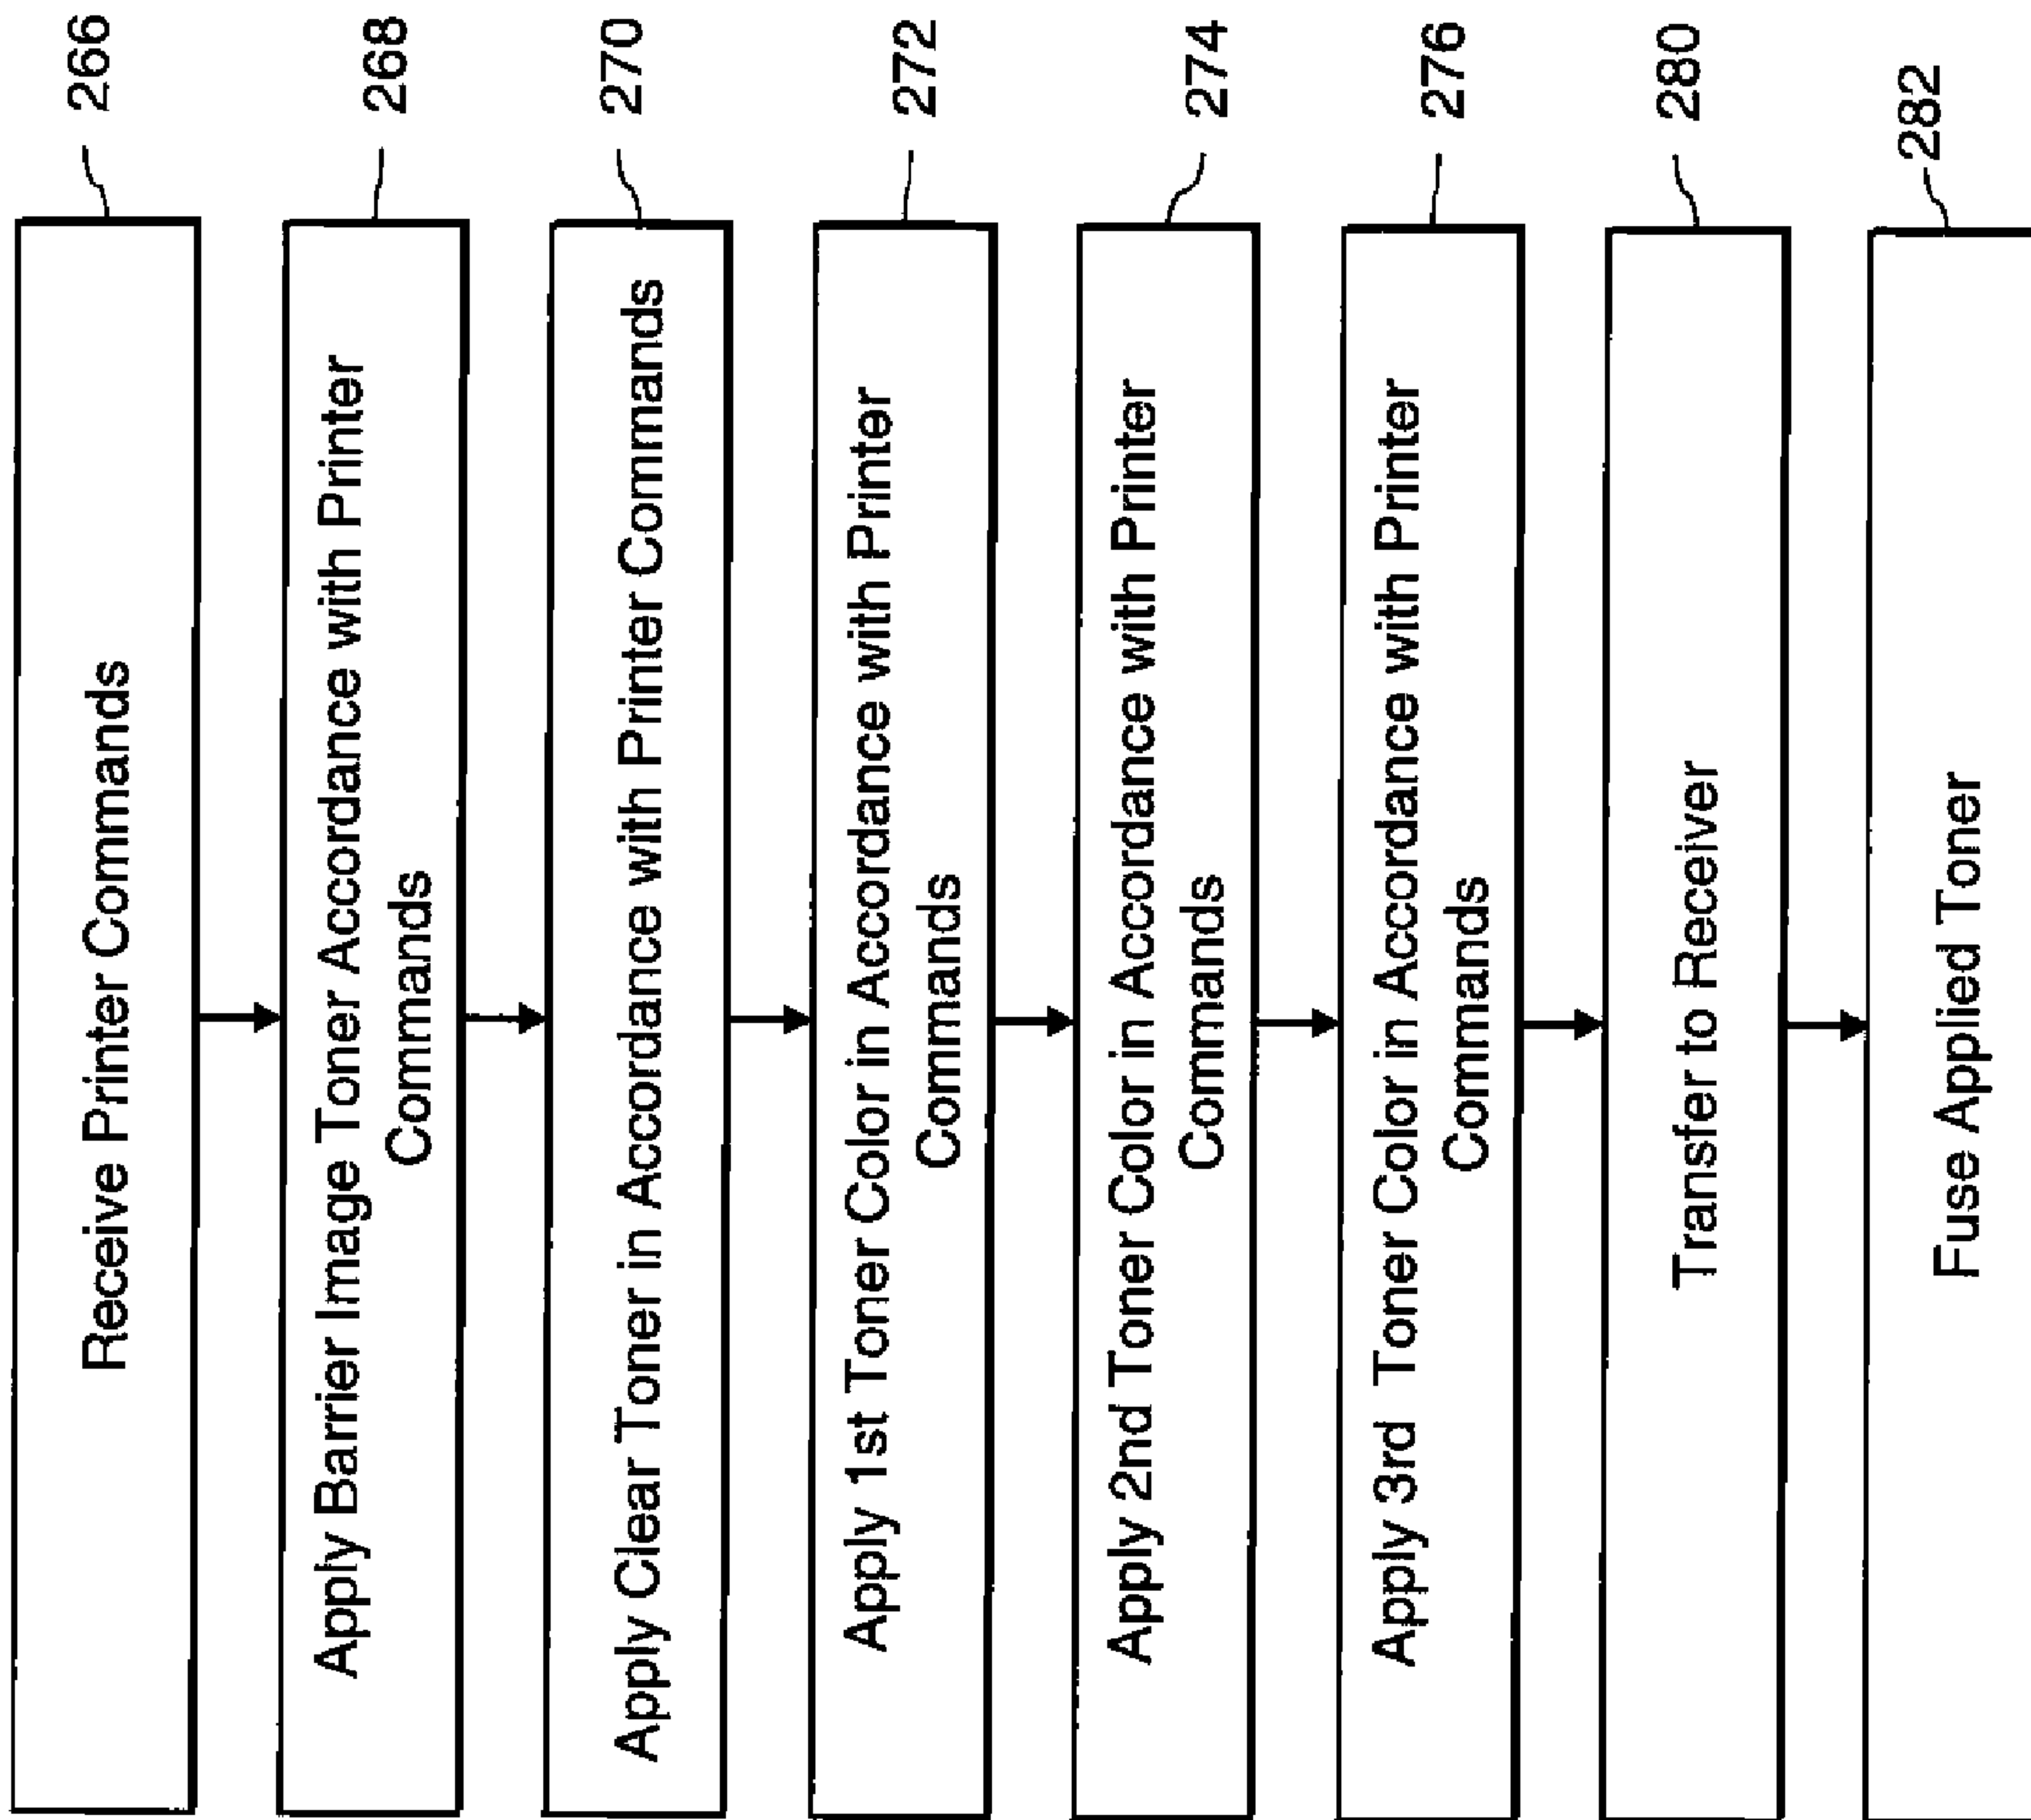 Receive Printer Commands
266
Apply Barrier Image Toner Accordance with Printer
Commands
268
Apply Clear Toner in Accordance with Printer Commands
270
Apply 1st Toner Color in Accordance with Printer
Commands
272
Apply 2nd Toner Color in Accordance with Printer
Commands
274
Apply 3rd Toner Color in Accordance with Printer
Commands
276
Transfer to Receiver
280
Fuse Applied Toner
282